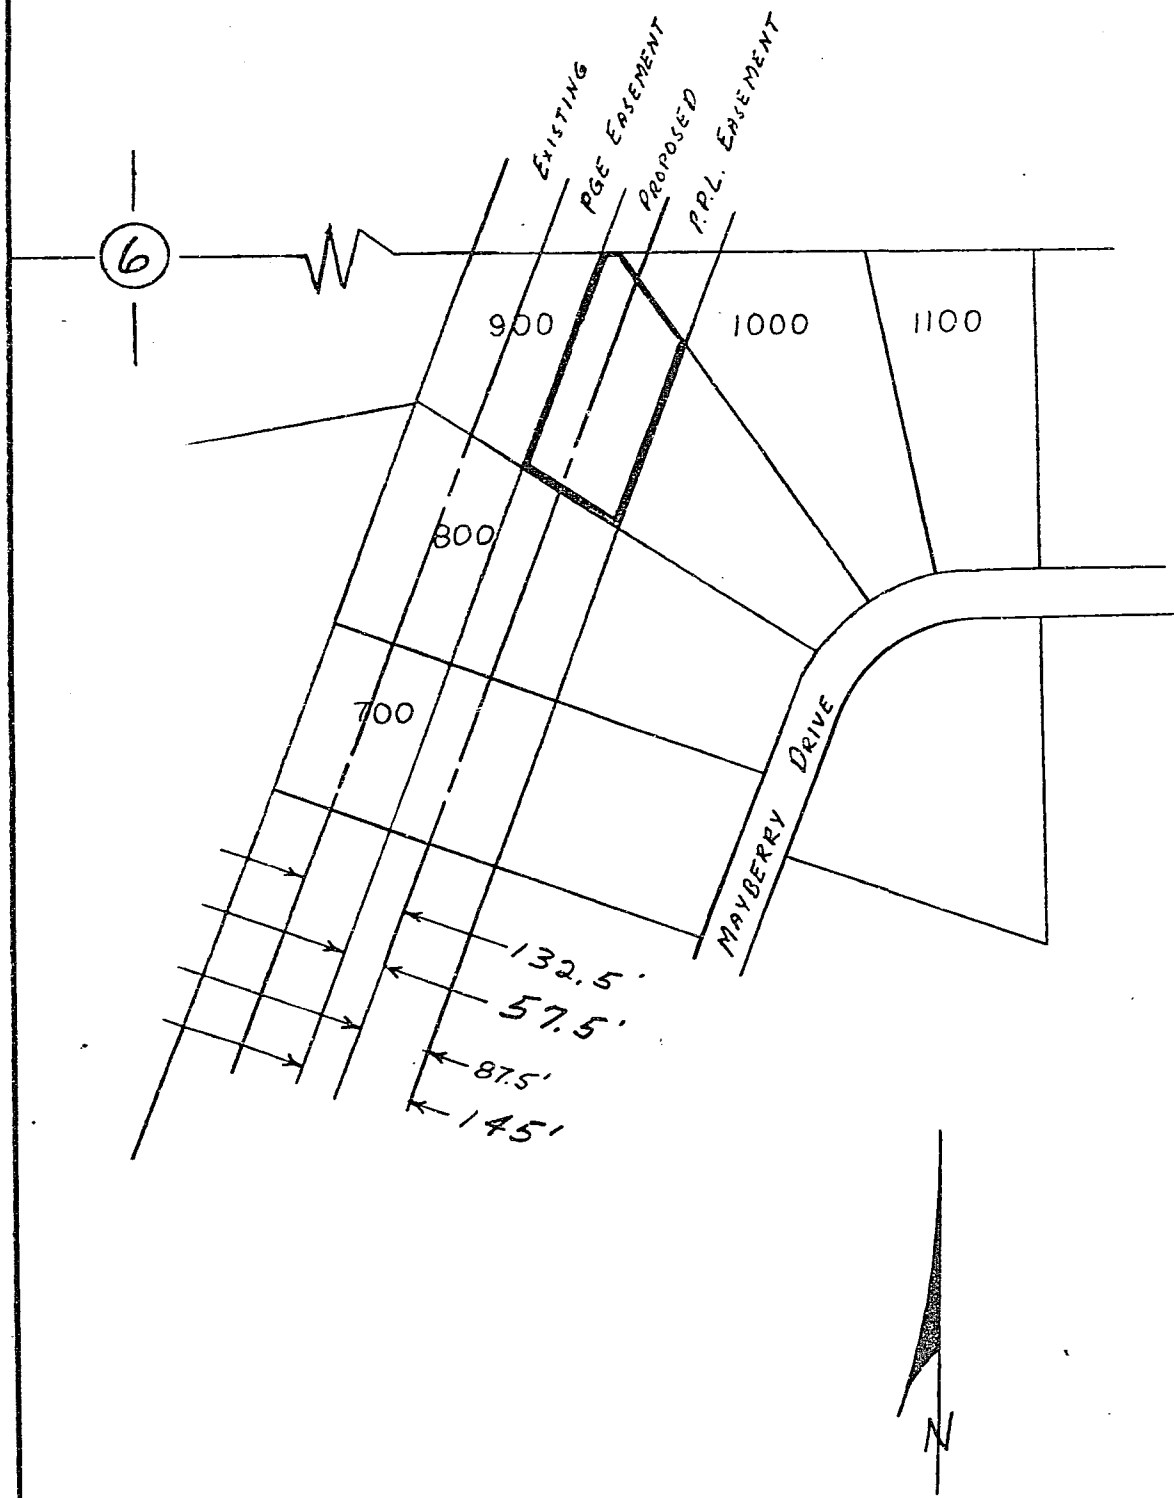 EXISTING
PGE EASEMENT
PROPOSED
P.P.L. EASEMENT
6
900
1000
1100
800
700
MAYBERRY DRIVE
132.5'
57.5'
87.5'
145'
N